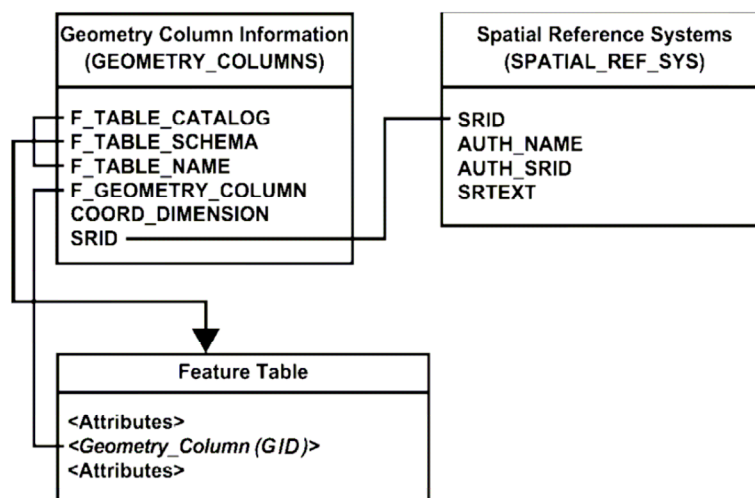 Geometry Column Information
(GEOMETRY_COLUMNS)
F_TABLE_CATALOG
F_TABLE_SCHEMA
F_TABLE_NAME
F_GEOMETRY_COLUMN
COORD_DIMENSION
SRID
Spatial Reference Systems
(SPATIAL_REF_SYS)
SRID
AUTH_NAME
AUTH_SRID
SRTEXT
Feature Table
<Attributes>
<Geometry_Column (GID)>
<Attributes>